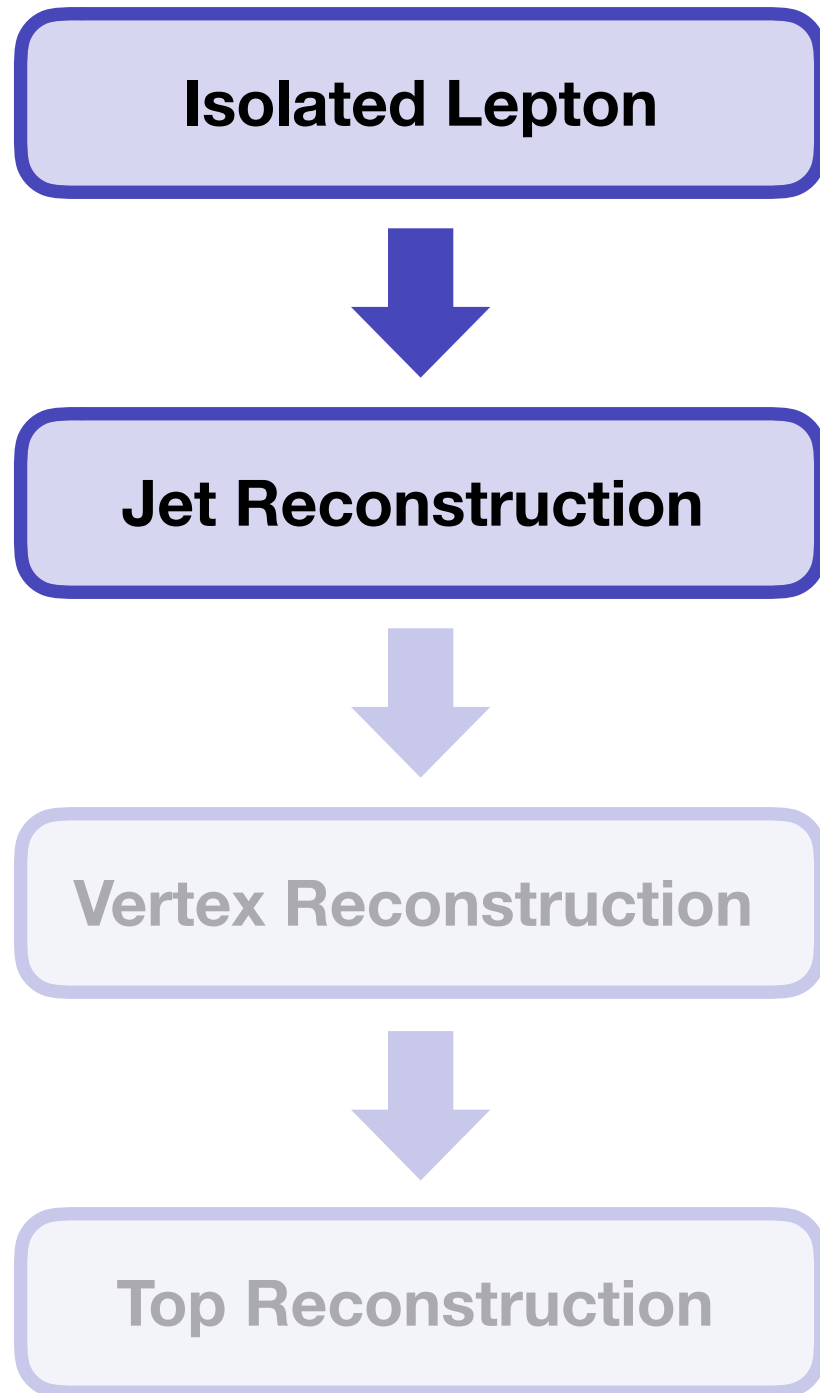 Isolated Lepton
Jet Reconstruction
Vertex Reconstruction
Top Reconstruction